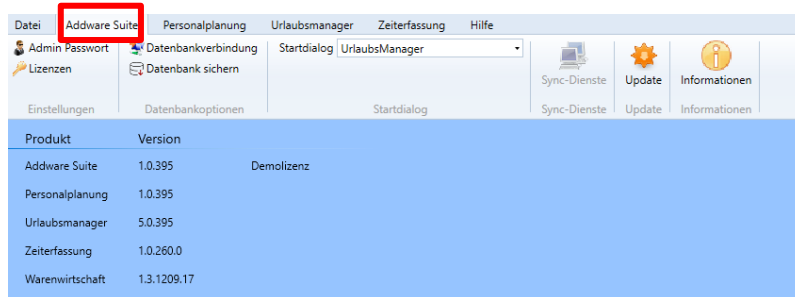 Datei Addware Suite Personalplanung Urlaubsmanager Zeiterfassung Hilfe
Admin Passwort Datenbankverbindung Startdialog UrlaubsManager
Lizenzen Datenbank sichern
Sync-Dienste Update Informationen
Einstellungen Datenbankoptionen Startdialog Sync-Dienste Update Informationen
Produkt Version
Addware Suite 1.0.395 Demolizenz
Personalplanung 1.0.395
Urlaubsmanager 5.0.395
Zeiterfassung 1.0.260.0
Warenwirtschaft 1.3.1209.17